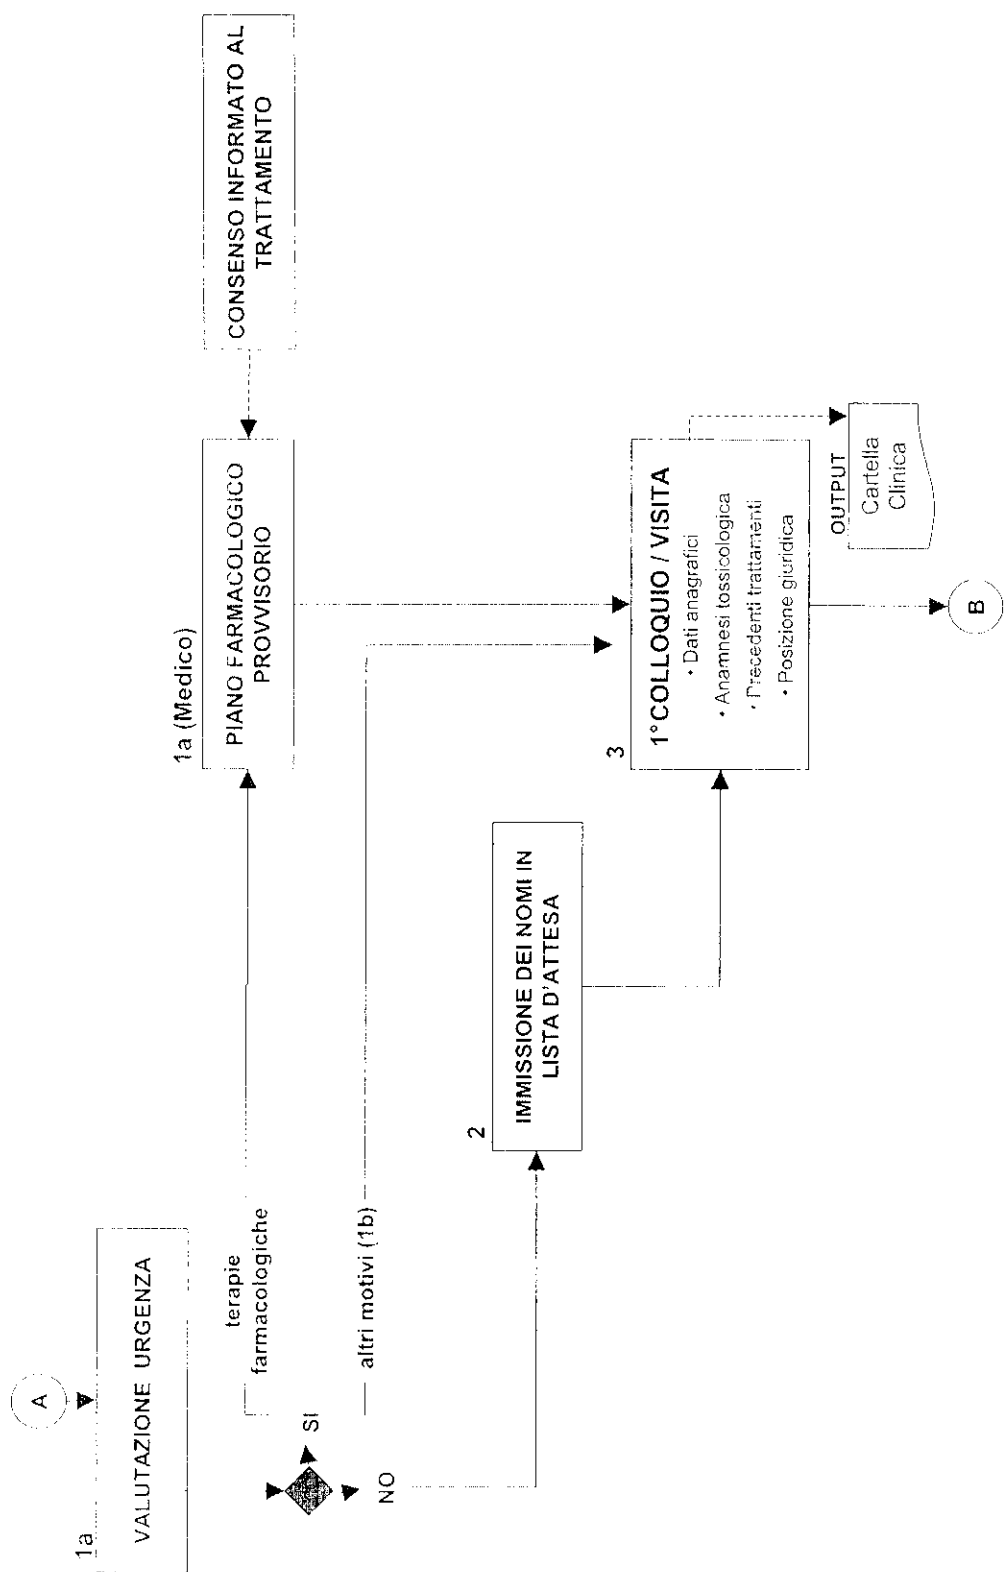 A
1a
VALUTAZIONE URGENZA
SI
NO
terapie
farmacologiche
altri motivi (1b)
1a (Medico)
PIANO FARMACOLOGICO
PROVVISORIO
CONSENSO INFORMATO AL
TRATTAMENTO
2
IMMISSIONE DEI NOMI IN
LISTA D'ATTESA
3
1° COLLOQUIO / VISITA
• Dati anagrafici
• Anamnesi tossicologica
• Precedenti trattamenti
• Posizione giuridica
OUTPUT
Cartella
Clinica
B